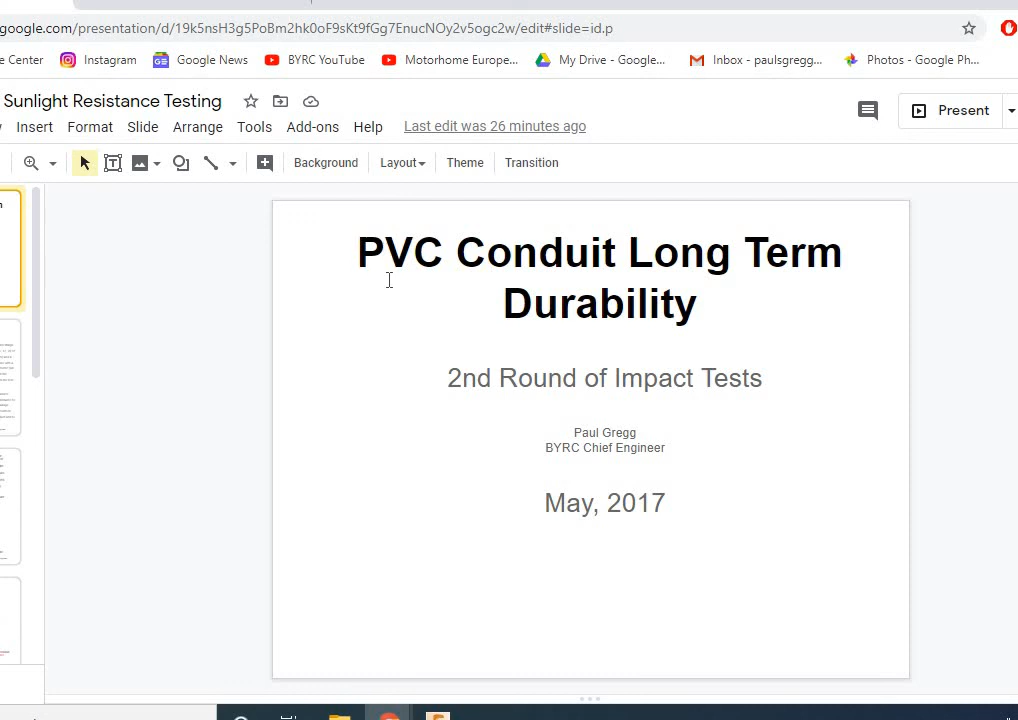 google.com/presentation/d/19k5nsH3g5PoBm2hk0oF9sKt9fGg7EnucNOy2v5ogc2w/edit#slide=id.p
Center Instagram Google News BYRC YouTube Motorhome Europe... My Drive - Google... Inbox - paulsgregg... Photos - Google Ph...
Sunlight Resistance Testing
Insert Format Slide Arrange Tools Add-ons Help Last edit was 26 minutes ago
Present
Background Layout Theme Transition
PVC Conduit Long Term
Durability
2nd Round of Impact Tests
Paul Gregg
BYRC Chief Engineer
May, 2017